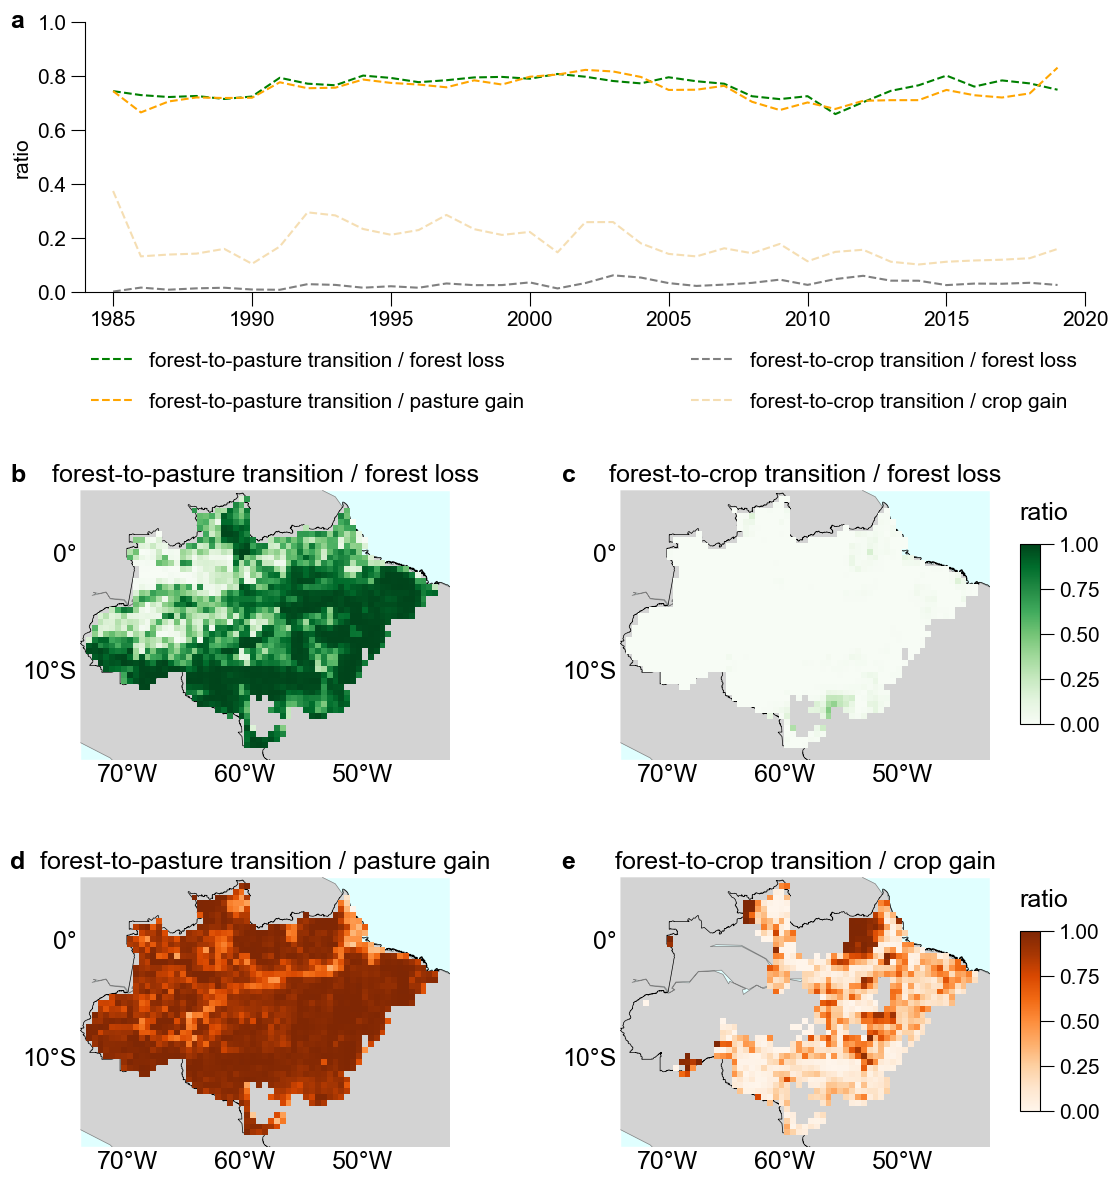 a
1.0
0.8
0.6
0.4
0.2
0.0
ratio
1985 1990 1995 2000 2005 2010 2015 2020
forest-to-pasture transition / forest loss
forest-to-crop transition / forest loss
forest-to-pasture transition / pasture gain
forest-to-crop transition / crop gain
b forest-to-pasture transition / forest loss
0°
10°S
70°W 60°W 50°W
c forest-to-crop transition / forest loss
0°
10°S
70°W 60°W 50°W
ratio
1.00
0.75
0.50
0.25
0.00
d forest-to-pasture transition / pasture gain
0°
10°S
70°W 60°W 50°W
e forest-to-crop transition / crop gain
0°
10°S
70°W 60°W 50°W
ratio
1.00
0.75
0.50
0.25
0.00